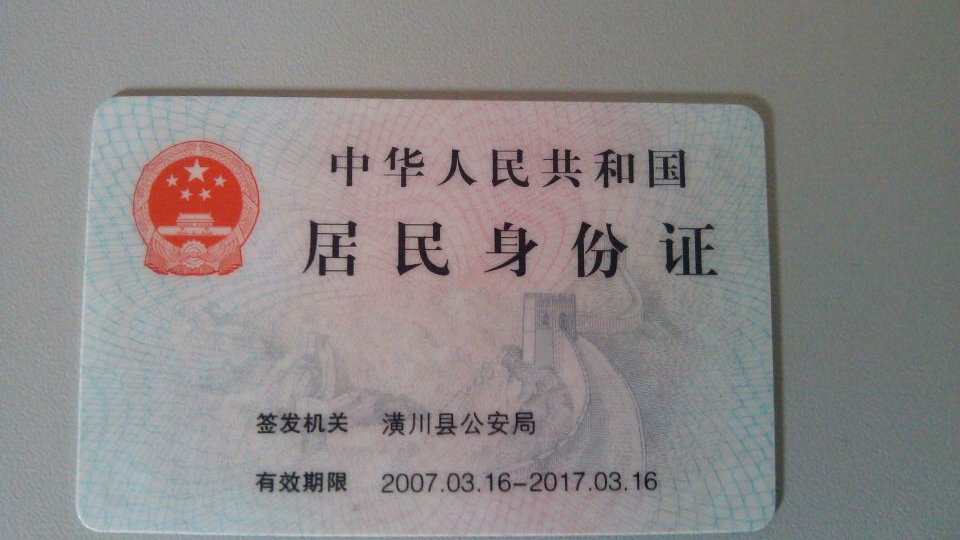 中华人民共和国
居民身份证
签发机关 潢川县公安局
有效期限 2007.03.16-2017.03.16